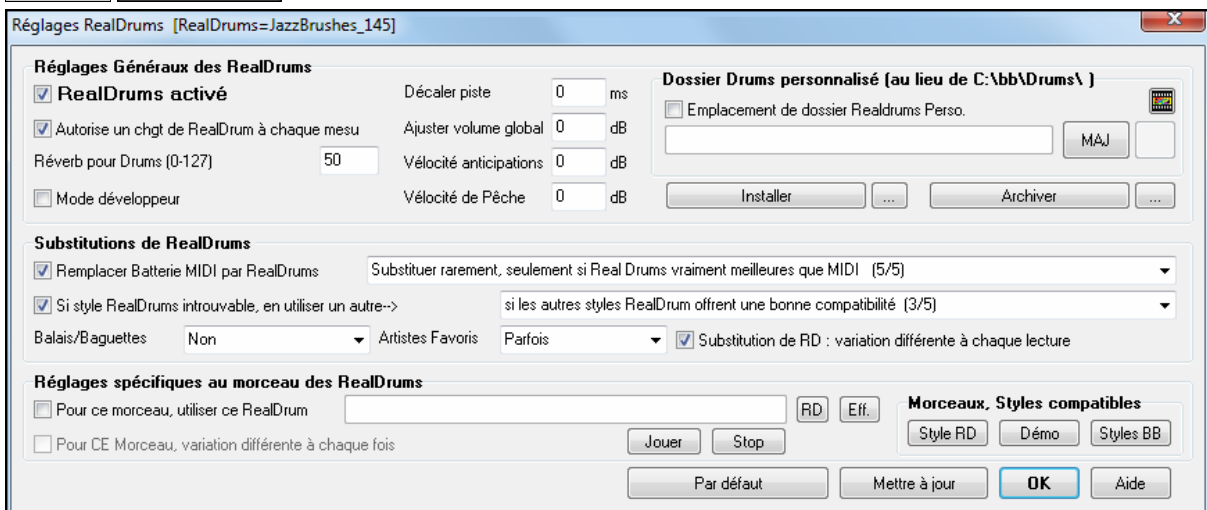 Réglages RealDrums [RealDrums=JazzBrushes_145]
Réglages Généraux des RealDrums
RealDrums activé
Autorise un chgt de RealDrum à chaque mesu
Réverb pour Drums (0-127) 50
Mode développeur
Décaler piste 0 ms
Ajuster volume global 0 dB
Vélocité anticipations 0 dB
Vélocité de Pêche 0 dB
Dossier Drums personnalisé (au lieu de C:\bb\Drums\ )
Emplacement de dossier Realdrums Perso.
MAJ
Installer ... Archiver ...
Substitutions de RealDrums
Remplacer Batterie MIDI par RealDrums Substituer rarement, seulement si Real Drums vraiment meilleures que MIDI (5/5)
Si style RealDrums introuvable, en utiliser un autre--> si les autres styles RealDrum offrent une bonne compatibilité (3/5)
Balais/Baguettes Non Artistes Favoris Parfois Substitution de RD : variation différente à chaque lecture
Réglages spécifiques au morceau des RealDrums
Pour ce morceau, utiliser ce RealDrum RD Eff.
Pour CE Morceau, variation différente à chaque fois Jouer Stop
Morceaux, Styles compatibles
Style RD Démo Styles BB
Par défaut Mettre à jour OK Aide